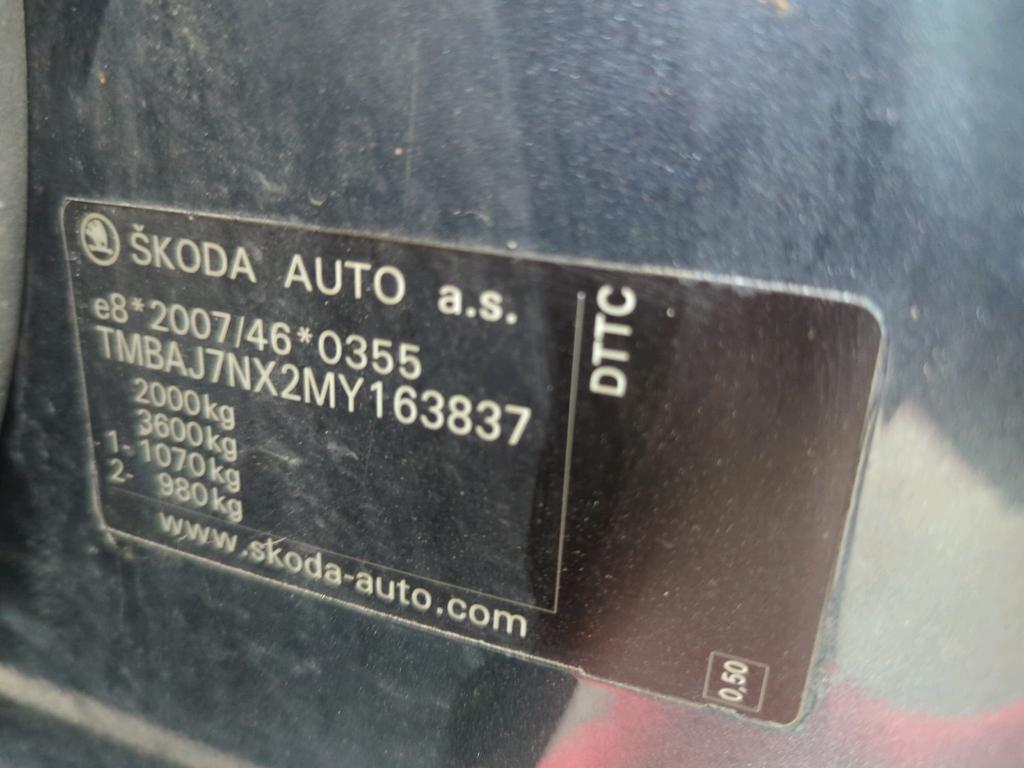 ŠKODA AUTO a.s.
e8*2007/46*0355
TMBAJ7NX2MY163837
2000kg
3600kg
1- 1070kg
2- 980kg
www.skoda-auto.com
DTTC
0,50